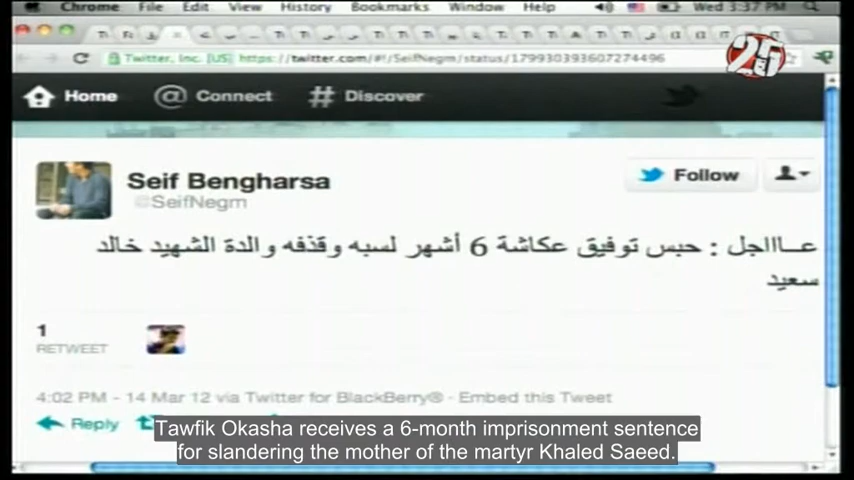 Chrome File Edit View History Bookmarks Window Help Wed 3:37 PM
Twitter, Inc. [US] https://twitter.com/#!/SeifNegm/status/179930393607274496
25
Home @ Connect # Discover
Seif Bengharsa
@SeifNegm
Follow
عــاااجل : حبس توفيق عكاشة 6 أشهر لسبه وقذفه والدة الشهيد خالد
سعيد
1
RETWEET
4:02 PM - 14 Mar 12 via Twitter for BlackBerry® · Embed this Tweet
Reply
Tawfik Okasha receives a 6-month imprisonment sentence
for slandering the mother of the martyr Khaled Saeed.